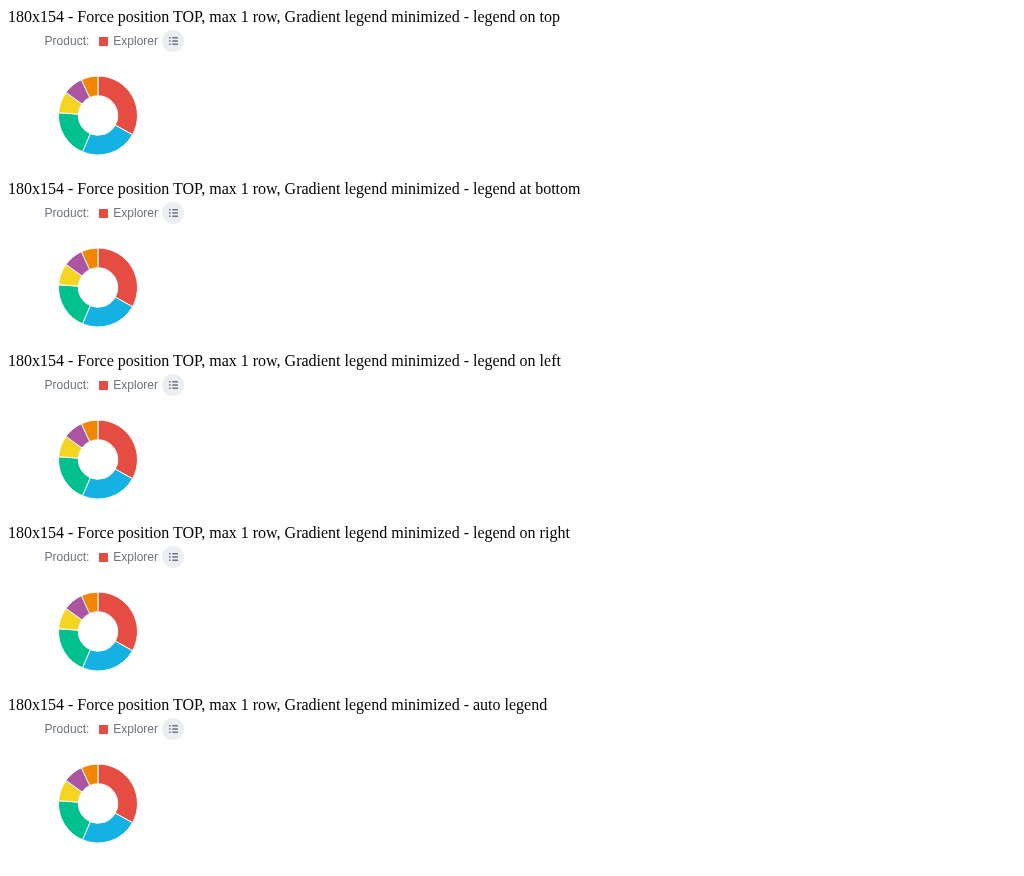 180x154 - Force position TOP, max 1 row, Gradient legend minimized - legend on top
Product: Explorer
180x154 - Force position TOP, max 1 row, Gradient legend minimized - legend at bottom
Product: Explorer
180x154 - Force position TOP, max 1 row, Gradient legend minimized - legend on left
Product: Explorer
180x154 - Force position TOP, max 1 row, Gradient legend minimized - legend on right
Product: Explorer
180x154 - Force position TOP, max 1 row, Gradient legend minimized - auto legend
Product: Explorer